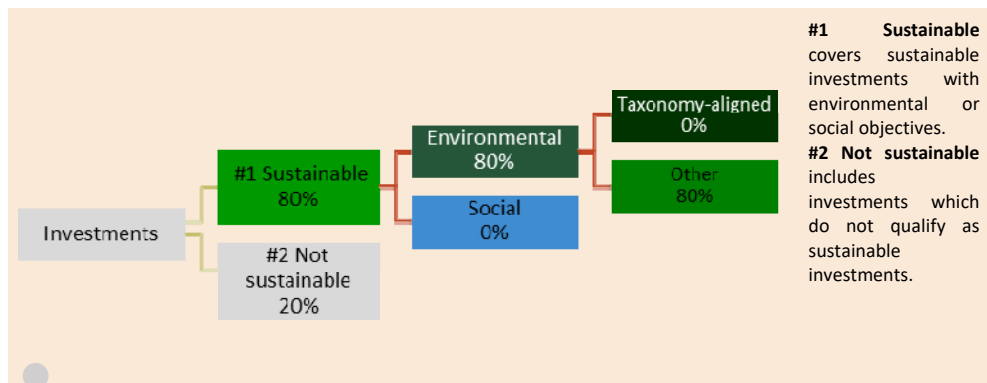 Investments
#1 Sustainable
80%
#2 Not
sustainable
20%
Environmental
80%
Social
0%
Taxonomy-aligned
0%
Other
80%
#1 Sustainable
covers sustainable
investments with
environmental or
social objectives.
#2 Not sustainable
includes
investments which
do not qualify as
sustainable
investments.